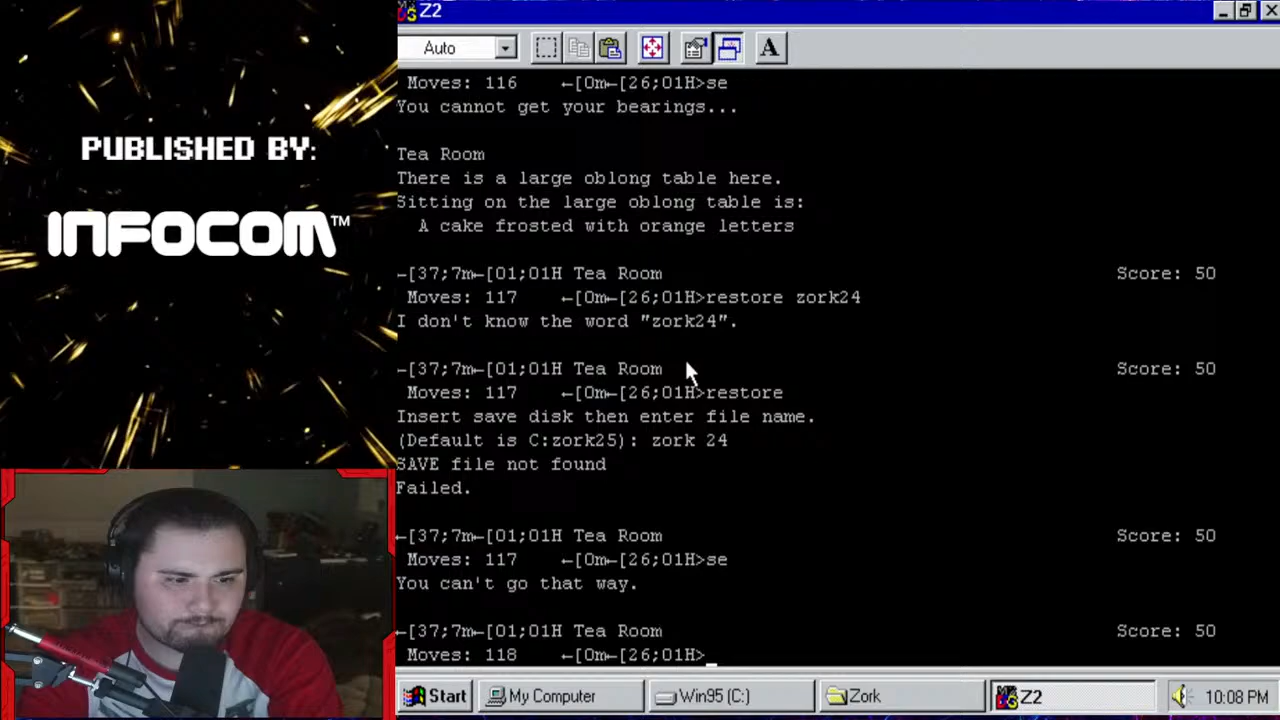 Z2
Auto
A
Moves: 116 ←[0m←[26;01H>se
You cannot get your bearings...
PUBLISHED BY:
INFOCOM™
Tea Room
There is a large oblong table here.
Sitting on the large oblong table is:
A cake frosted with orange letters
←[37;7m←[01;01H Tea Room Score: 50
Moves: 117 ←[0m←[26;01H>restore zork24
I don't know the word "zork24".
←[37;7m←[01;01H Tea Room Score: 50
Moves: 117 ←[0m←[26;01H>restore
Insert save disk then enter file name.
(Default is C:zork25): zork 24
SAVE file not found
Failed.
←[37;7m←[01;01H Tea Room Score: 50
Moves: 117 ←[0m←[26;01H>se
You can't go that way.
←[37;7m←[01;01H Tea Room Score: 50
Moves: 118 ←[0m←[26;01H>_
Start My Computer Win95 (C:) Zork Z2 10:08 PM